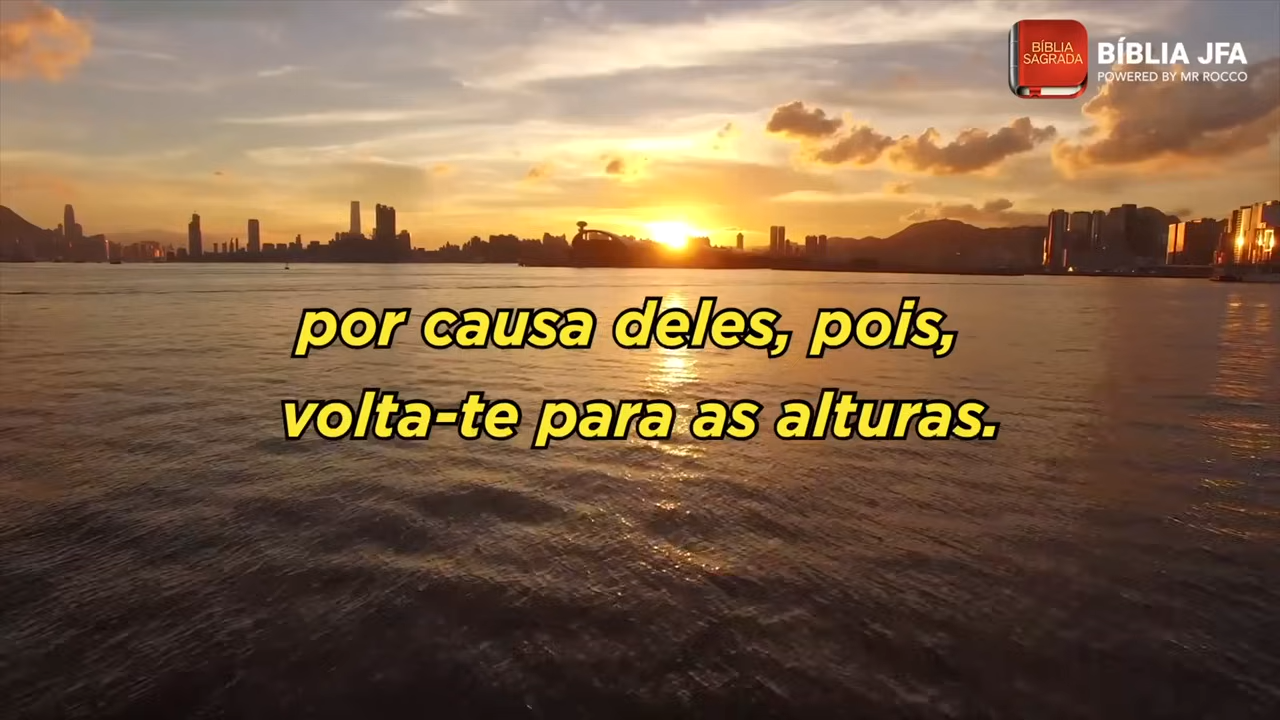 BÍBLIA
SAGRADA
BÍBLIA JFA
POWERED BY MR ROCCO
por causa deles, pois,
volta-te para as alturas.